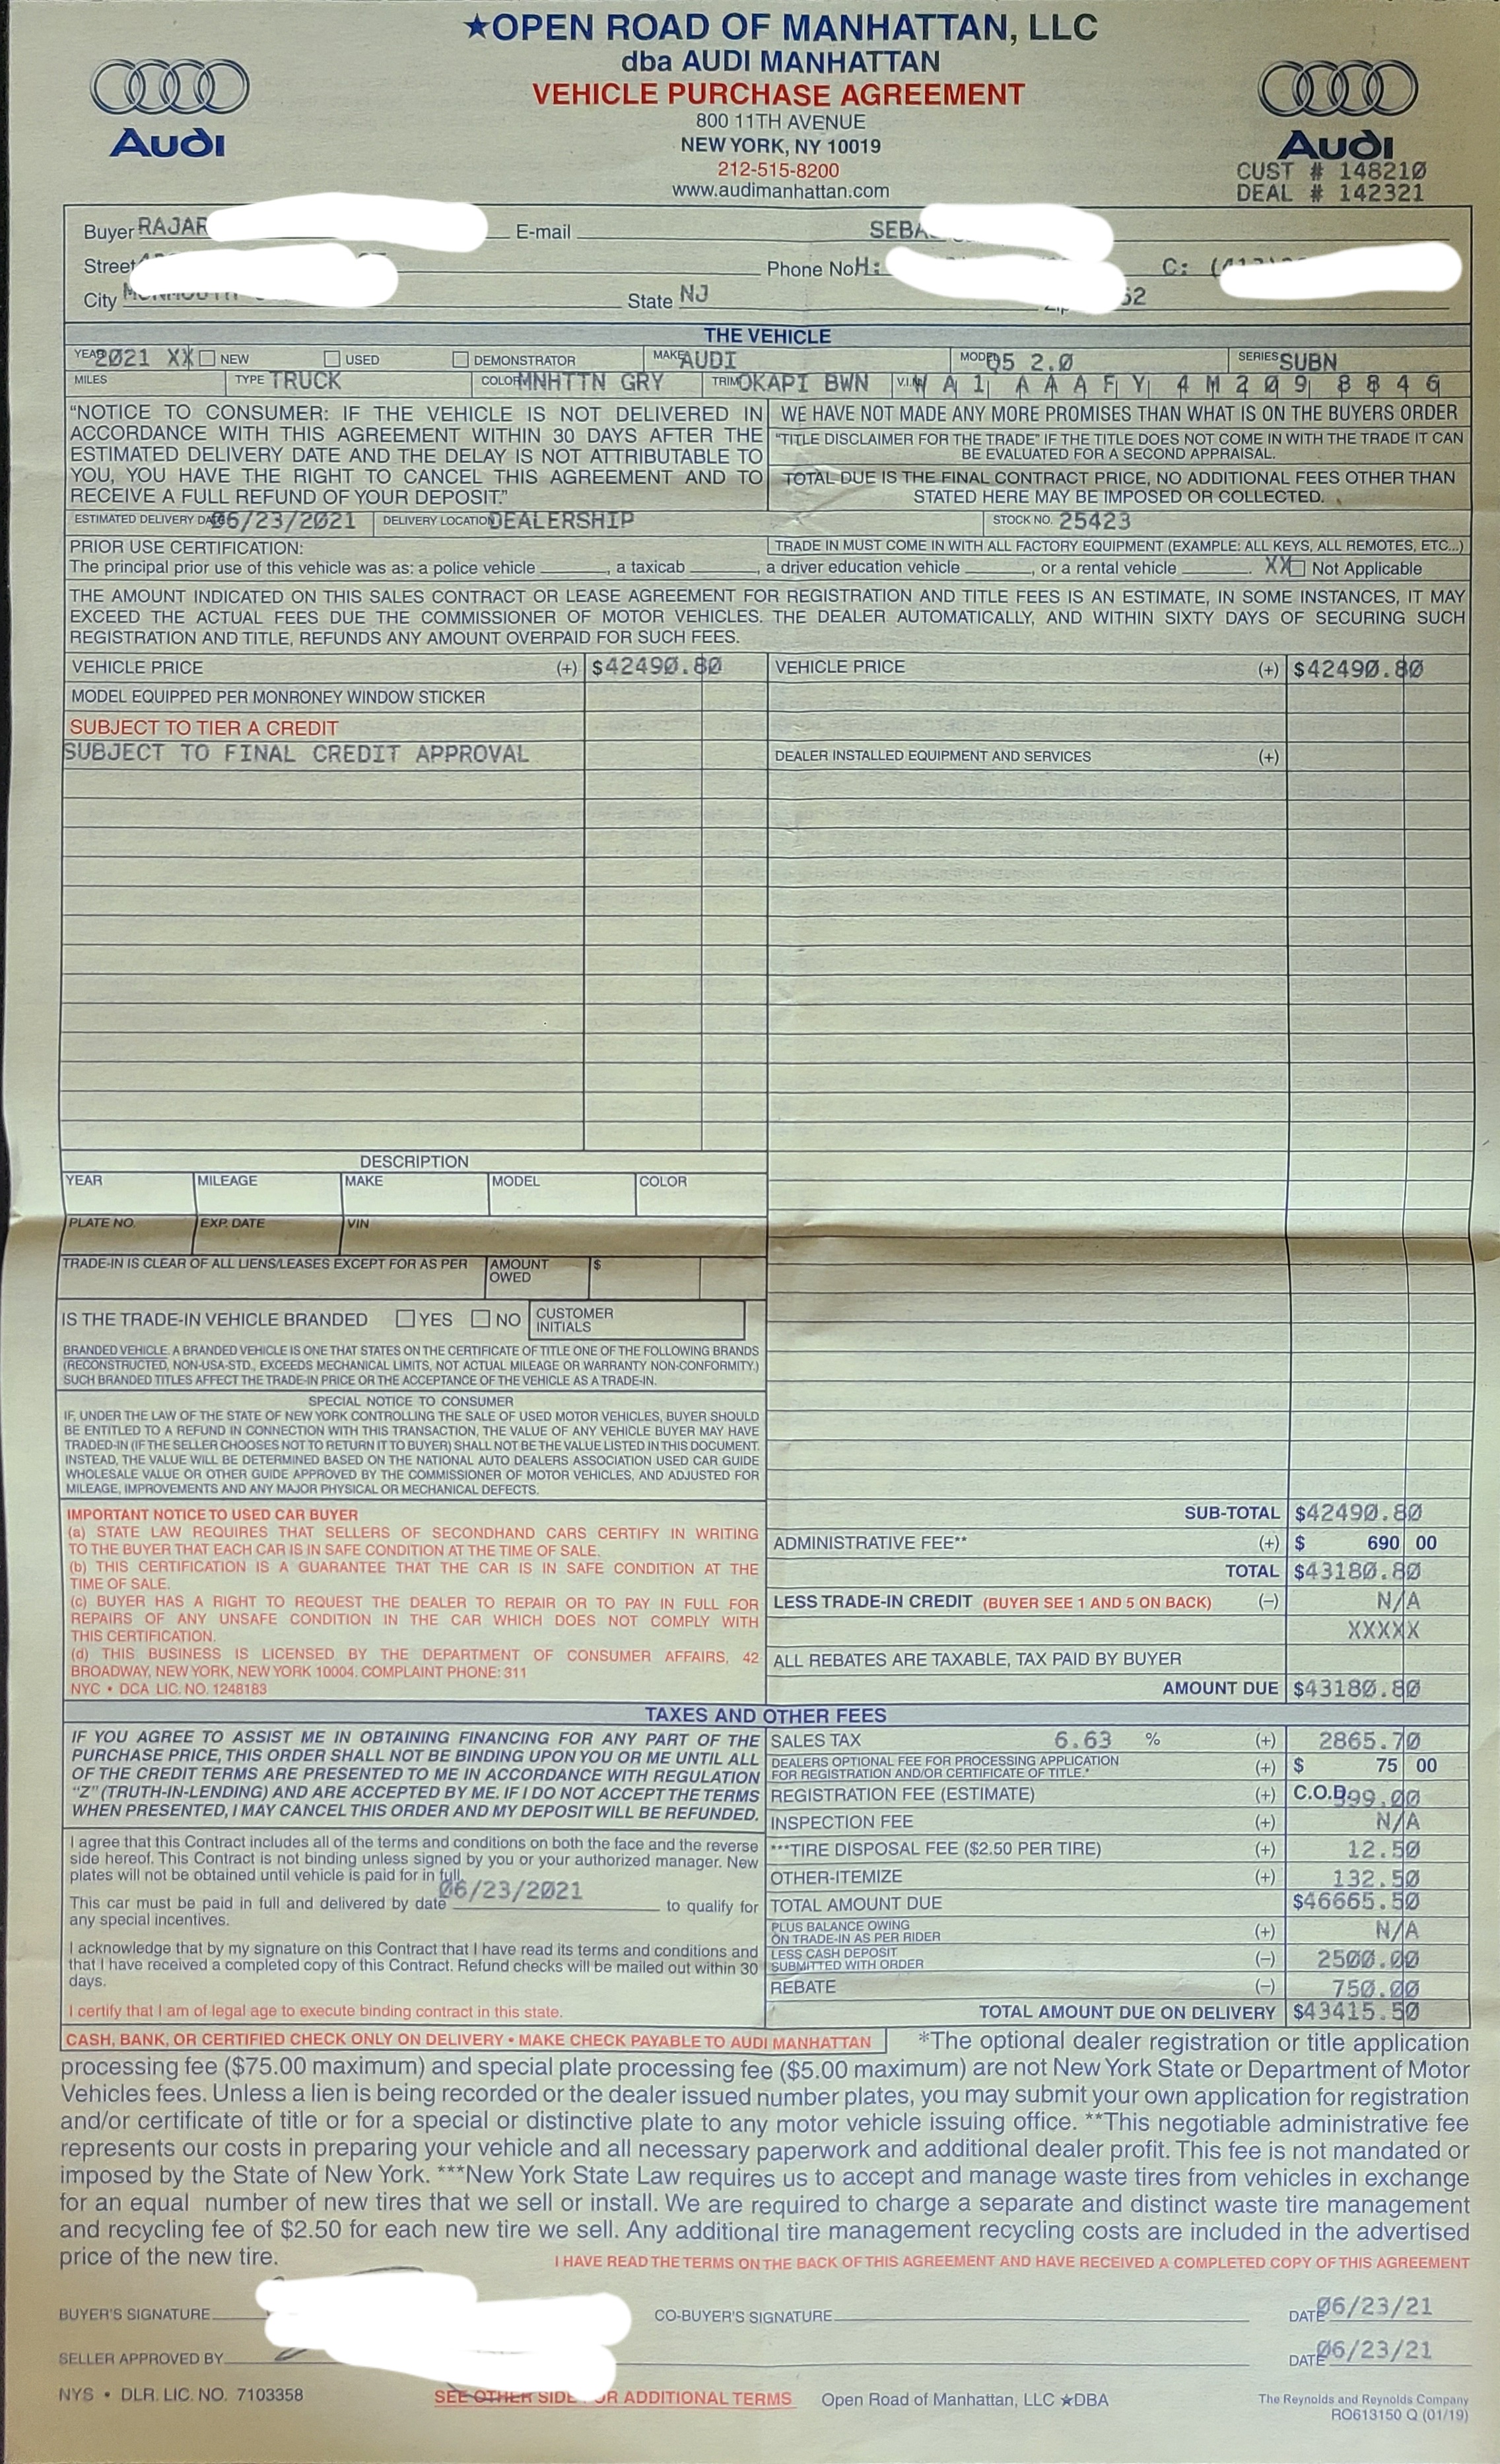 ★OPEN ROAD OF MANHATTAN, LLC
dba AUDI MANHATTAN
VEHICLE PURCHASE AGREEMENT
800 11TH AVENUE
NEW YORK, NY 10019
212-515-8200
www.audimanhattan.com
Audi
Audi
CUST # 148210
DEAL # 142321
Buyer RAJAR E-mail SEBA
Street Phone No H: C:
City State NJ
THE VEHICLE
YEAR 2021 XX NEW USED DEMONSTRATOR MAKE AUDI MODEL Q5 2.0 SERIES SUBN
MILES TYPE TRUCK COLOR MNHTTN GRY TRIM OKAPI BWN V.I.N. W A 1 A A A F Y 4 M 2 0 9 8 8 4 6
"NOTICE TO CONSUMER: IF THE VEHICLE IS NOT DELIVERED IN
ACCORDANCE WITH THIS AGREEMENT WITHIN 30 DAYS AFTER THE
ESTIMATED DELIVERY DATE AND THE DELAY IS NOT ATTRIBUTABLE TO
YOU, YOU HAVE THE RIGHT TO CANCEL THIS AGREEMENT AND TO
RECEIVE A FULL REFUND OF YOUR DEPOSIT."
WE HAVE NOT MADE ANY MORE PROMISES THAN WHAT IS ON THE BUYERS ORDER
"TITLE DISCLAIMER FOR THE TRADE" IF THE TITLE DOES NOT COME IN WITH THE TRADE IT CAN
BE EVALUATED FOR A SECOND APPRAISAL.
TOTAL DUE IS THE FINAL CONTRACT PRICE, NO ADDITIONAL FEES OTHER THAN
STATED HERE MAY BE IMPOSED OR COLLECTED.
ESTIMATED DELIVERY DATE 06/23/2021 DELIVERY LOCATION DEALERSHIP STOCK NO. 25423
PRIOR USE CERTIFICATION: TRADE IN MUST COME IN WITH ALL FACTORY EQUIPMENT (EXAMPLE: ALL KEYS, ALL REMOTES, ETC...)
The principal prior use of this vehicle was as: a police vehicle ______, a taxicab ______, a driver education vehicle ______, or a rental vehicle ______. XX Not Applicable
THE AMOUNT INDICATED ON THIS SALES CONTRACT OR LEASE AGREEMENT FOR REGISTRATION AND TITLE FEES IS AN ESTIMATE, IN SOME INSTANCES, IT MAY
EXCEED THE ACTUAL FEES DUE THE COMMISSIONER OF MOTOR VEHICLES. THE DEALER AUTOMATICALLY, AND WITHIN SIXTY DAYS OF SECURING SUCH
REGISTRATION AND TITLE, REFUNDS ANY AMOUNT OVERPAID FOR SUCH FEES.
VEHICLE PRICE (+) $42490.80 VEHICLE PRICE (+) $42490.80
MODEL EQUIPPED PER MONRONEY WINDOW STICKER
SUBJECT TO TIER A CREDIT
SUBJECT TO FINAL CREDIT APPROVAL DEALER INSTALLED EQUIPMENT AND SERVICES (+)
DESCRIPTION
YEAR MILEAGE MAKE MODEL COLOR
PLATE NO. EXP. DATE VIN
TRADE-IN IS CLEAR OF ALL LIENS/LEASES EXCEPT FOR AS PER AMOUNT OWED $
IS THE TRADE-IN VEHICLE BRANDED YES NO CUSTOMER INITIALS
BRANDED VEHICLE. A BRANDED VEHICLE IS ONE THAT STATES ON THE CERTIFICATE OF TITLE ONE OF THE FOLLOWING BRANDS
(RECONSTRUCTED, NON-USA-STD., EXCEEDS MECHANICAL LIMITS, NOT ACTUAL MILEAGE OR WARRANTY NON-CONFORMITY.)
SUCH BRANDED TITLES AFFECT THE TRADE-IN PRICE OR THE ACCEPTANCE OF THE VEHICLE AS A TRADE-IN.
SPECIAL NOTICE TO CONSUMER
IF, UNDER THE LAW OF THE STATE OF NEW YORK CONTROLLING THE SALE OF USED MOTOR VEHICLES, BUYER SHOULD
BE ENTITLED TO A REFUND IN CONNECTION WITH THIS TRANSACTION, THE VALUE OF ANY VEHICLE BUYER MAY HAVE
TRADED-IN (IF THE SELLER CHOOSES NOT TO RETURN IT TO BUYER) SHALL NOT BE THE VALUE LISTED IN THIS DOCUMENT.
INSTEAD, THE VALUE WILL BE DETERMINED BASED ON THE NATIONAL AUTO DEALERS ASSOCIATION USED CAR GUIDE
WHOLESALE VALUE OR OTHER GUIDE APPROVED BY THE COMMISSIONER OF MOTOR VEHICLES, AND ADJUSTED FOR
MILEAGE, IMPROVEMENTS AND ANY MAJOR PHYSICAL OR MECHANICAL DEFECTS.
IMPORTANT NOTICE TO USED CAR BUYER
(a) STATE LAW REQUIRES THAT SELLERS OF SECONDHAND CARS CERTIFY IN WRITING
TO THE BUYER THAT EACH CAR IS IN SAFE CONDITION AT THE TIME OF SALE.
(b) THIS CERTIFICATION IS A GUARANTEE THAT THE CAR IS IN SAFE CONDITION AT THE
TIME OF SALE.
(c) BUYER HAS A RIGHT TO REQUEST THE DEALER TO REPAIR OR TO PAY IN FULL FOR
REPAIRS OF ANY UNSAFE CONDITION IN THE CAR WHICH DOES NOT COMPLY WITH
THIS CERTIFICATION.
(d) THIS BUSINESS IS LICENSED BY THE DEPARTMENT OF CONSUMER AFFAIRS, 42
BROADWAY, NEW YORK, NEW YORK 10004. COMPLAINT PHONE: 311
NYC • DCA LIC. NO. 1248183
SUB-TOTAL $42490.80
ADMINISTRATIVE FEE** (+) $ 690 00
TOTAL $43180.80
LESS TRADE-IN CREDIT (BUYER SEE 1 AND 5 ON BACK) (–) N/A
XXXXX
ALL REBATES ARE TAXABLE, TAX PAID BY BUYER
AMOUNT DUE $43180.80
TAXES AND OTHER FEES
IF YOU AGREE TO ASSIST ME IN OBTAINING FINANCING FOR ANY PART OF THE
PURCHASE PRICE, THIS ORDER SHALL NOT BE BINDING UPON YOU OR ME UNTIL ALL
OF THE CREDIT TERMS ARE PRESENTED TO ME IN ACCORDANCE WITH REGULATION
"Z" (TRUTH-IN-LENDING) AND ARE ACCEPTED BY ME. IF I DO NOT ACCEPT THE TERMS
WHEN PRESENTED, I MAY CANCEL THIS ORDER AND MY DEPOSIT WILL BE REFUNDED.
I agree that this Contract includes all of the terms and conditions on both the face and the reverse
side hereof. This Contract is not binding unless signed by you or your authorized manager. New
plates will not be obtained until vehicle is paid for in full.
This car must be paid in full and delivered by date 06/23/2021 to qualify for
any special incentives.
I acknowledge that by my signature on this Contract that I have read its terms and conditions and
that I have received a completed copy of this Contract. Refund checks will be mailed out within 30
days.
I certify that I am of legal age to execute binding contract in this state.
SALES TAX 6.63 % (+) 2865.70
DEALERS OPTIONAL FEE FOR PROCESSING APPLICATION
FOR REGISTRATION AND/OR CERTIFICATE OF TITLE.* (+) $ 75 00
REGISTRATION FEE (ESTIMATE) (+) C.O.D. 399.00
INSPECTION FEE (+) N/A
***TIRE DISPOSAL FEE ($2.50 PER TIRE) (+) 12.50
OTHER-ITEMIZE (+) 132.50
TOTAL AMOUNT DUE $46665.50
PLUS BALANCE OWING
ON TRADE-IN AS PER RIDER (+) N/A
LESS CASH DEPOSIT
SUBMITTED WITH ORDER (–) 2500.00
REBATE (–) 750.00
TOTAL AMOUNT DUE ON DELIVERY $43415.50
CASH, BANK, OR CERTIFIED CHECK ONLY ON DELIVERY • MAKE CHECK PAYABLE TO AUDI MANHATTAN *The optional dealer registration or title application
processing fee ($75.00 maximum) and special plate processing fee ($5.00 maximum) are not New York State or Department of Motor
Vehicles fees. Unless a lien is being recorded or the dealer issued number plates, you may submit your own application for registration
and/or certificate of title or for a special or distinctive plate to any motor vehicle issuing office. **This negotiable administrative fee
represents our costs in preparing your vehicle and all necessary paperwork and additional dealer profit. This fee is not mandated or
imposed by the State of New York. ***New York State Law requires us to accept and manage waste tires from vehicles in exchange
for an equal number of new tires that we sell or install. We are required to charge a separate and distinct waste tire management
and recycling fee of $2.50 for each new tire we sell. Any additional tire management recycling costs are included in the advertised
price of the new tire. I HAVE READ THE TERMS ON THE BACK OF THIS AGREEMENT AND HAVE RECEIVED A COMPLETED COPY OF THIS AGREEMENT
BUYER'S SIGNATURE CO-BUYER'S SIGNATURE DATE 06/23/21
SELLER APPROVED BY DATE 06/23/21
NYS • DLR. LIC. NO. 7103358 SEE OTHER SIDE FOR ADDITIONAL TERMS Open Road of Manhattan, LLC ★DBA The Reynolds and Reynolds Company
RO613150 Q (01/19)